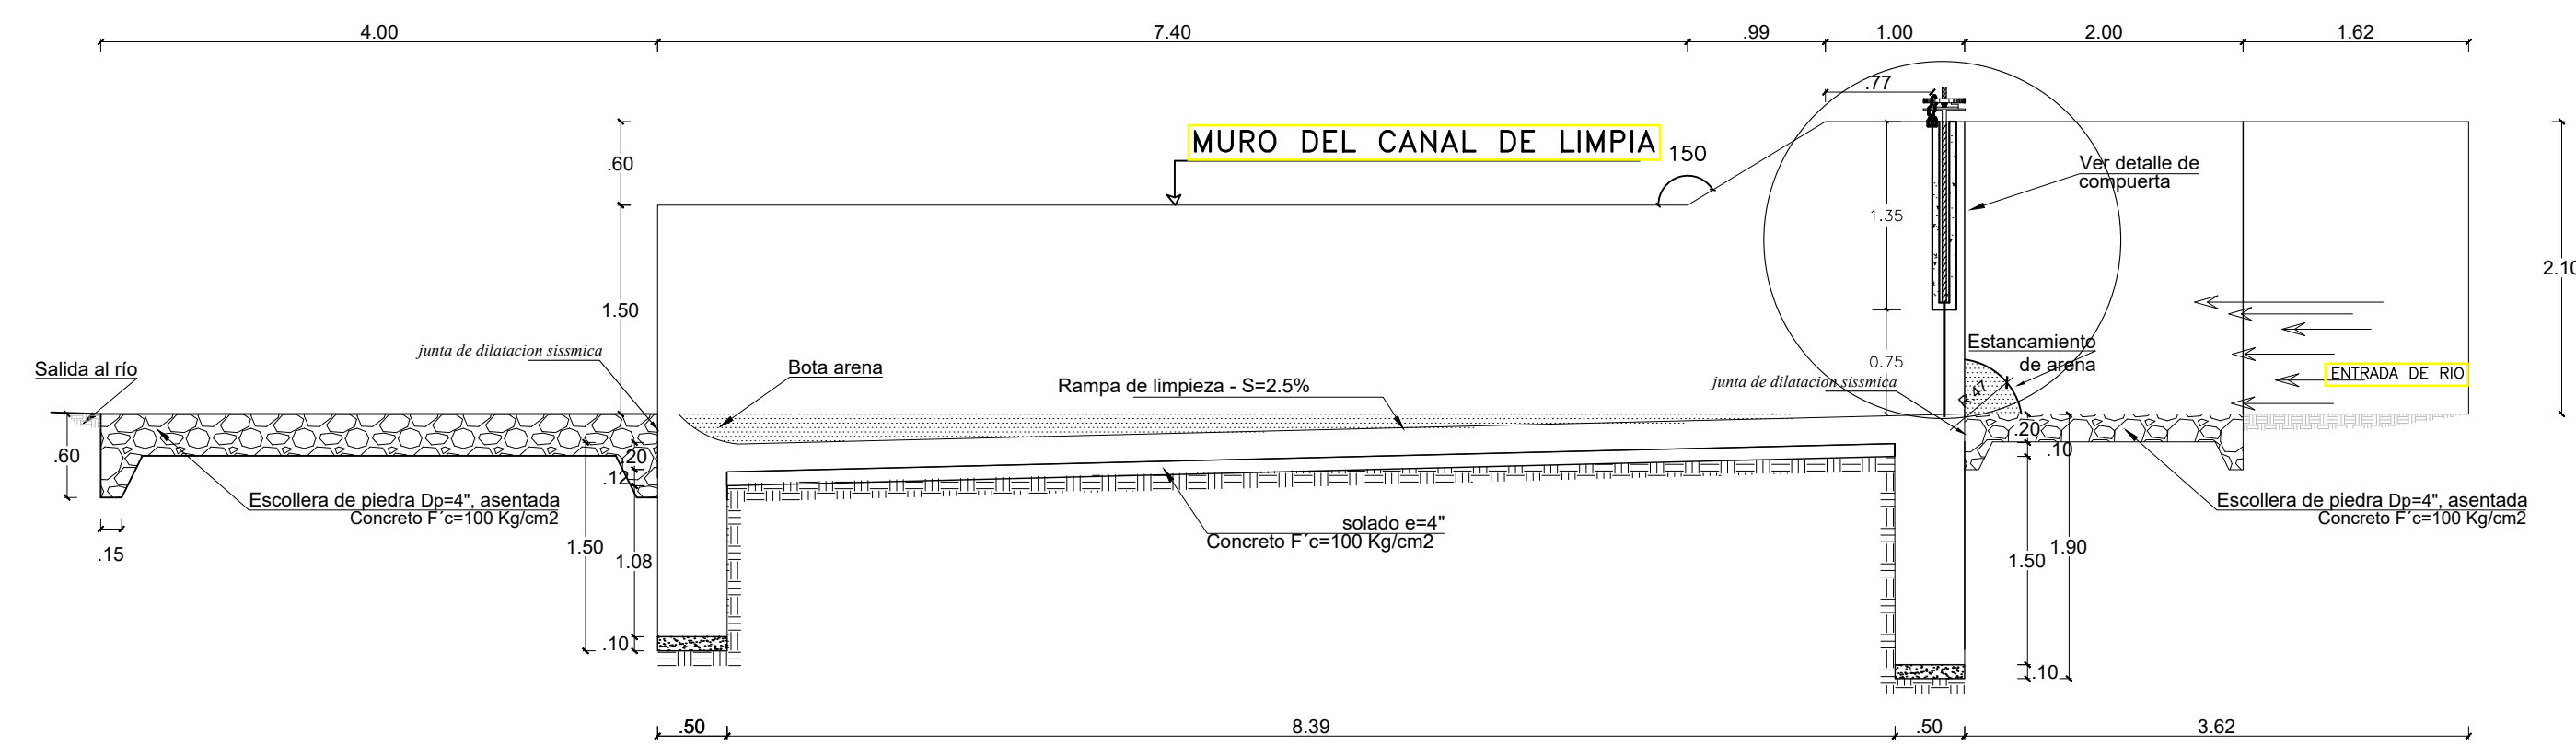 4.00
7.40
.99
1.00
2.00
1.62
.77
MURO DEL CANAL DE LIMPIA
150
.60
Ver detalle de
compuerta
1.35
2.10
1.50
Estancamiento
de arena
junta de dilatacion sissmica
Salida al río
Bota arena
0.75
ENTRADA DE RIO
Rampa de limpieza - S=2.5%
junta de dilatacion sissmica
R.47
.20
.10
.60
.20
.12
Escollera de piedra Dp=4", asentada
Concreto F´c=100 Kg/cm2
Escollera de piedra Dp=4", asentada
Concreto F´c=100 Kg/cm2
solado e=4"
Concreto F´c=100 Kg/cm2
.15
1.50
1.08
1.50
1.90
.10
.10
.50
8.39
.50
3.62